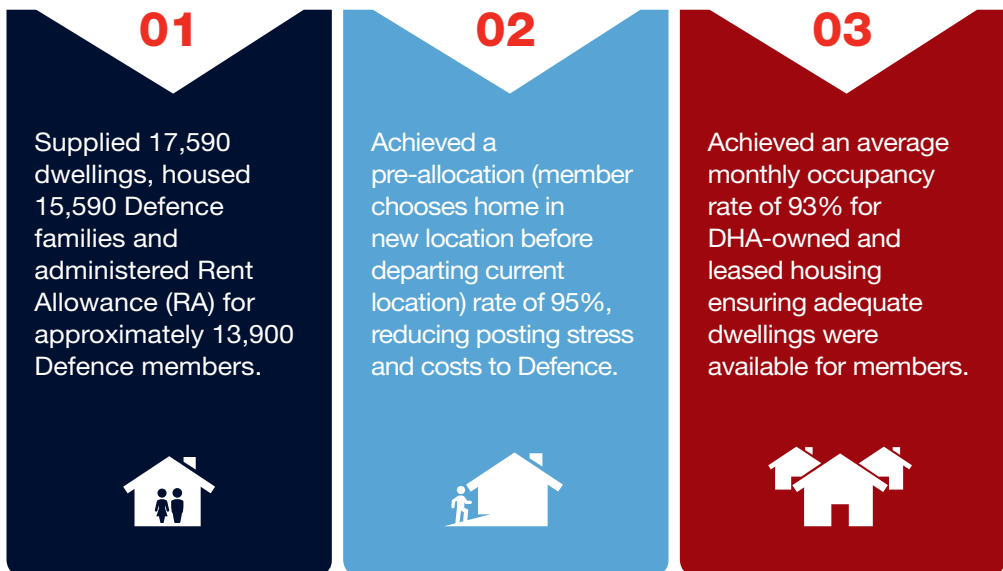 01
Supplied 17,590
dwellings, housed
15,590 Defence
families and
administered Rent
Allowance (RA) for
approximately 13,900
Defence members.
02
Achieved a
pre-allocation (member
chooses home in
new location before
departing current
location) rate of 95%,
reducing posting stress
and costs to Defence.
03
Achieved an average
monthly occupancy
rate of 93% for
DHA-owned and
leased housing
ensuring adequate
dwellings were
available for members.